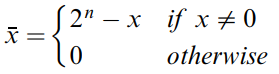 x̄ = { 2ⁿ − x if x ≠ 0
0 otherwise